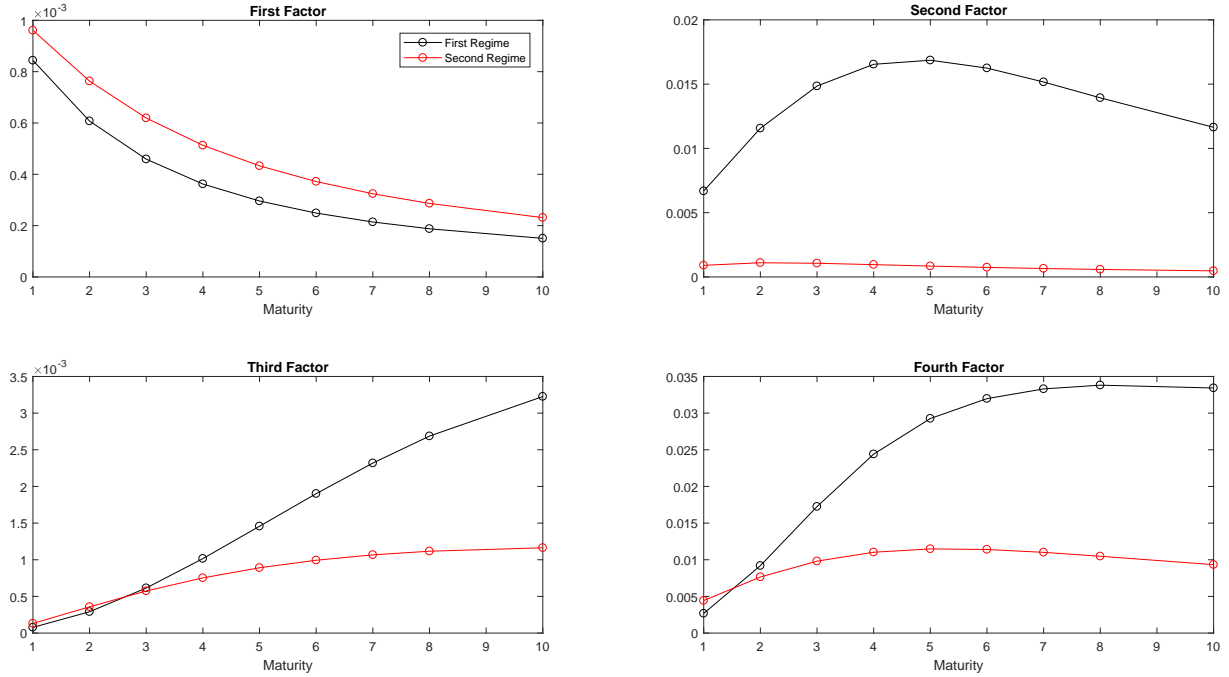 First Factor
×10-3
1
0.8
0.6
0.4
0.2
0
1 2 3 4 5 6 7 8 9 10
Maturity
First Regime
Second Regime
Second Factor
0.02
0.015
0.01
0.005
0
1 2 3 4 5 6 7 8 9 10
Maturity
Third Factor
×10-3
3.5
3
2.5
2
1.5
1
0.5
0
1 2 3 4 5 6 7 8 9 10
Maturity
Fourth Factor
0.035
0.03
0.025
0.02
0.015
0.01
0.005
0
1 2 3 4 5 6 7 8 9 10
Maturity